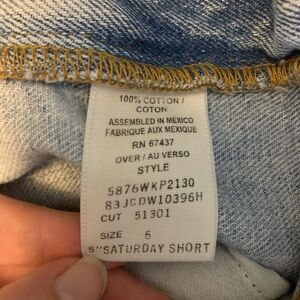 100% COTTON /
COTON
ASSEMBLED IN MEXICO
FABRIQUE AUX MEXIQUE
RN 67437
OVER / AU VERSO
STYLE
5876WKP2130
83JCDW10396H
CUT 51301
SIZE 6
5"SATURDAY SHORT